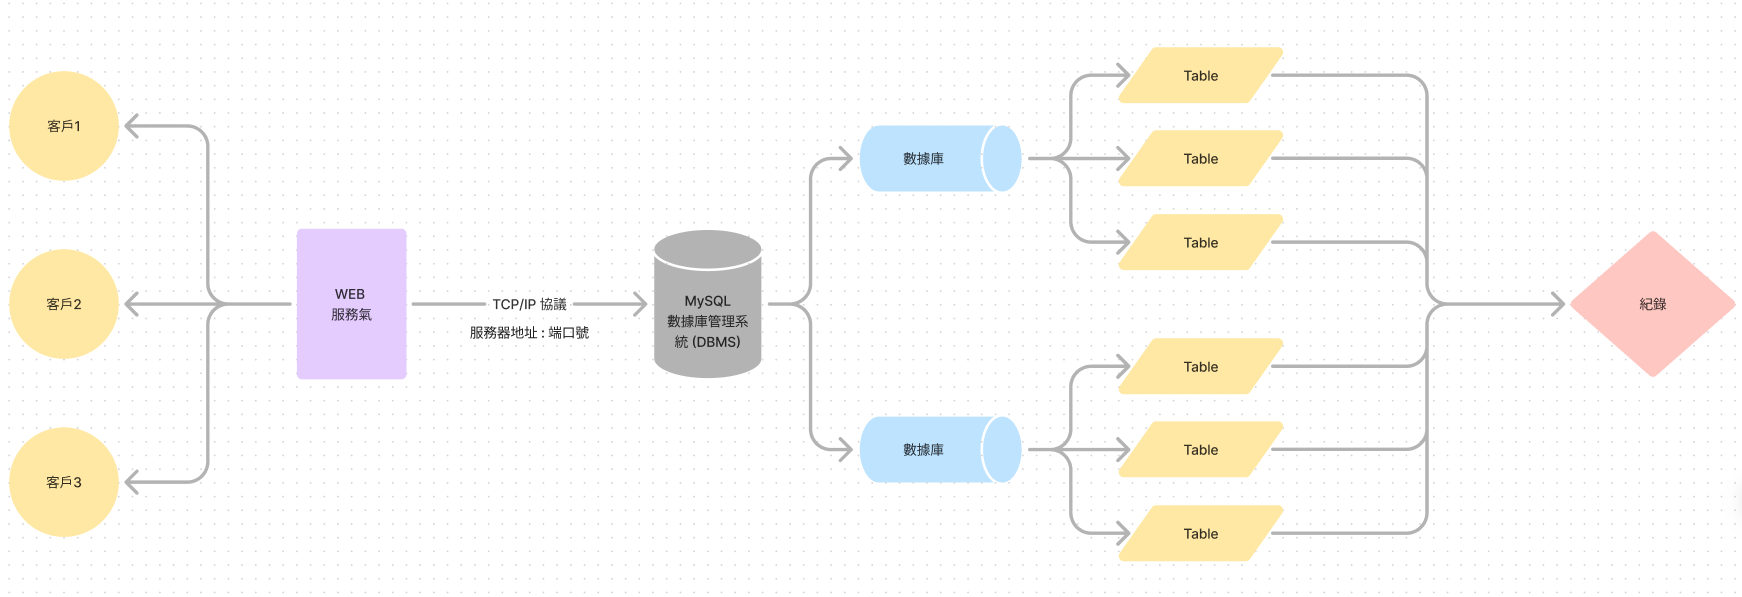 客戶1
客戶2
客戶3
WEB
服務氣
TCP/IP 協議
服務器地址 : 端口號
MySQL
數據庫管理系
統 (DBMS)
數據庫
數據庫
Table
Table
Table
Table
Table
Table
紀錄